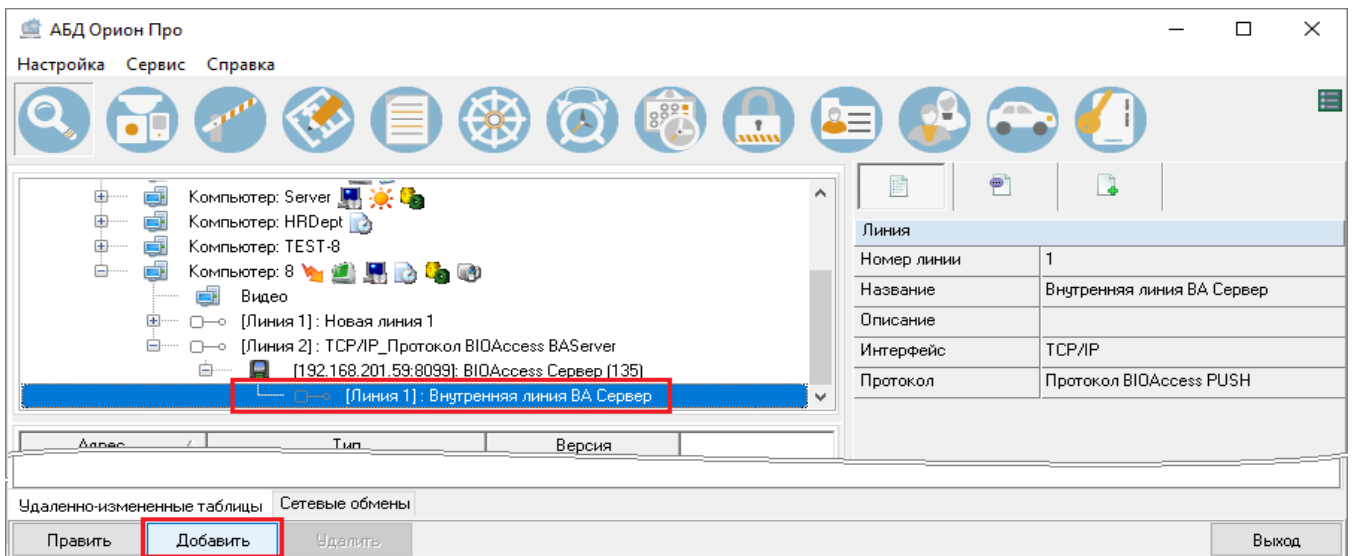 АБД Орион Про
Настройка Сервис Справка
Компьютер: Server
Компьютер: HRDept
Компьютер: TEST-8
Компьютер: 8
Видео
[Линия 1] : Новая линия 1
[Линия 2] : TCP/IP_Протокол BIOAccess BAServer
[192.168.201.59:8099]: BIOAccess Сервер (135)
[Линия 1] : Внутренняя линия BA Сервер
Линия
Номер линии 1
Название Внутренняя линия BA Сервер
Описание
Интерфейс TCP/IP
Протокол Протокол BIOAccess PUSH
Адрес / Тип Версия
Удаленно-измененные таблицы Сетевые обмены
Править Добавить Удалить Выход